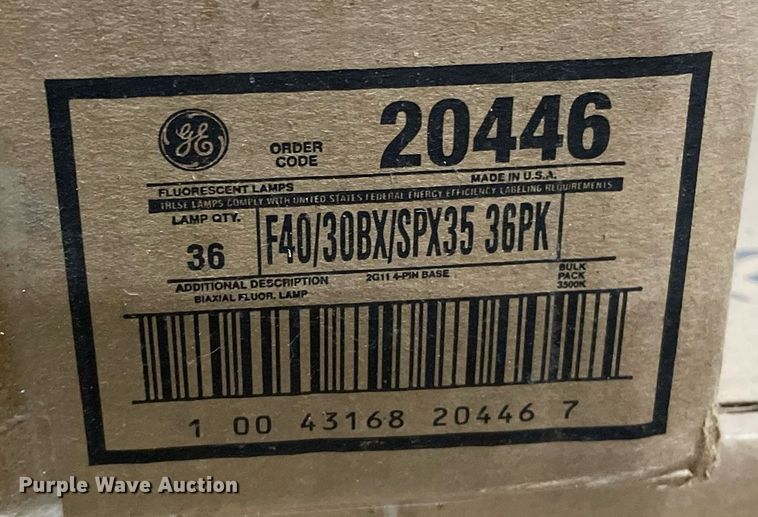 GE
ORDER
CODE
20446
MADE IN U.S.A.
FLUORESCENT LAMPS
THESE LAMPS COMPLY WITH UNITED STATES FEDERAL ENERGY EFFICIENCY LABELING REQUIREMENTS
LAMP QTY.
36
F40/30BX/SPX35 36PK
ADDITIONAL DESCRIPTION
2G11 4-PIN BASE
BULK
PACK
3500K
BIAXIAL FLUOR. LAMP
1 00 43168 20446 7
Purple Wave Auction